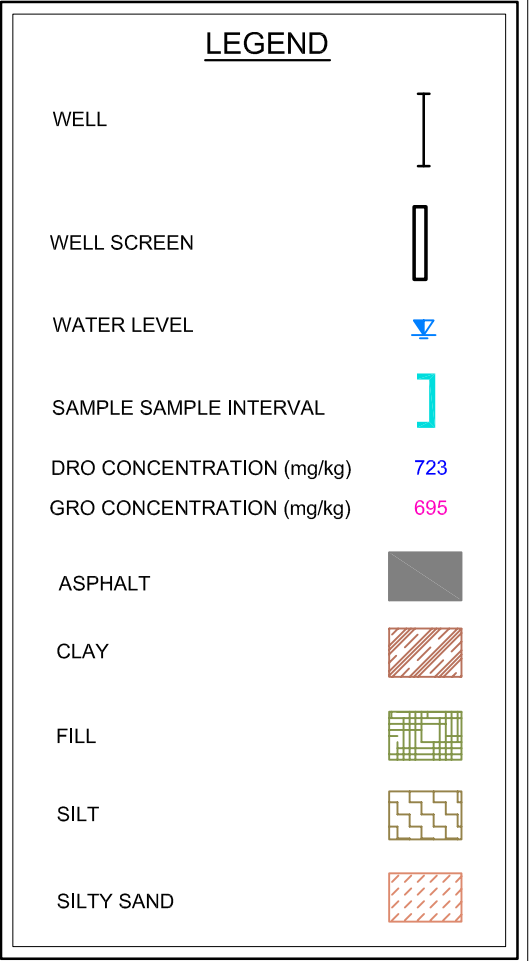 LEGEND
WELL
WELL SCREEN
WATER LEVEL
SAMPLE SAMPLE INTERVAL
DRO CONCENTRATION (mg/kg) 723
GRO CONCENTRATION (mg/kg) 695
ASPHALT
CLAY
FILL
SILT
SILTY SAND